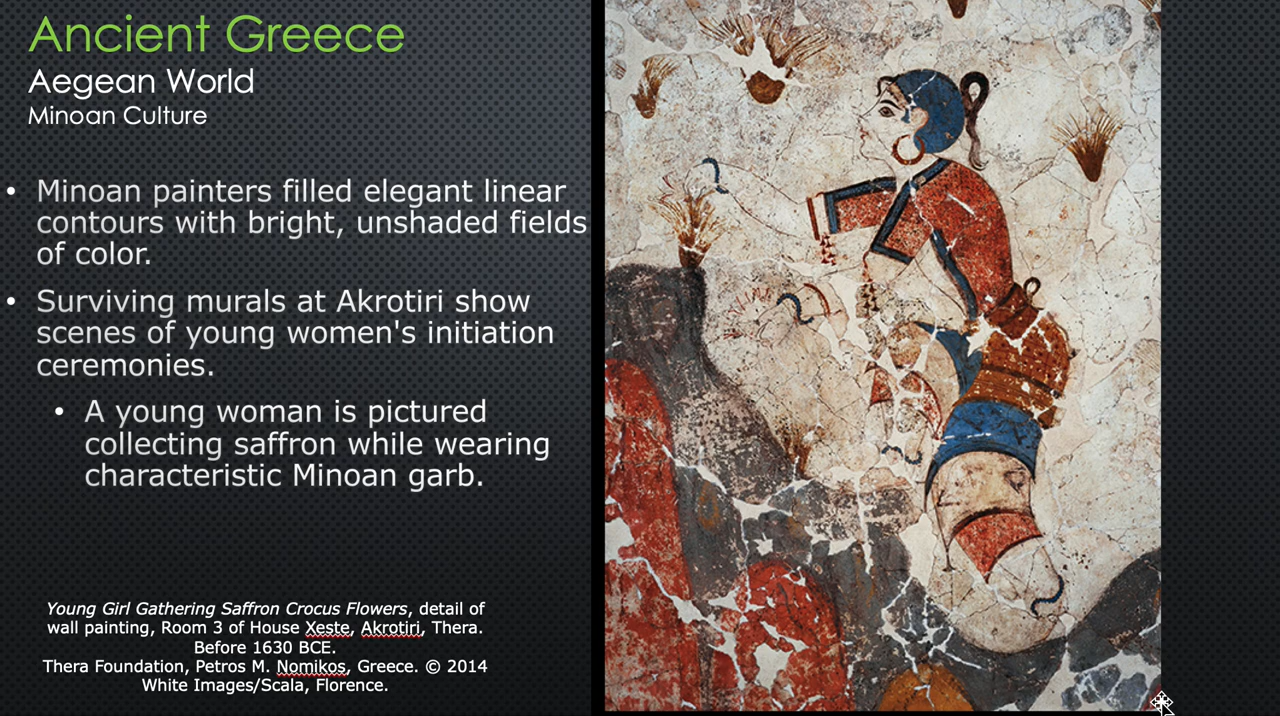 Ancient Greece
Aegean World
Minoan Culture
• Minoan painters filled elegant linear
contours with bright, unshaded fields
of color.
• Surviving murals at Akrotiri show
scenes of young women's initiation
ceremonies.
• A young woman is pictured
collecting saffron while wearing
characteristic Minoan garb.
Young Girl Gathering Saffron Crocus Flowers, detail of
wall painting, Room 3 of House Xeste, Akrotiri, Thera.
Before 1630 BCE.
Thera Foundation, Petros M. Nomikos, Greece. © 2014
White Images/Scala, Florence.